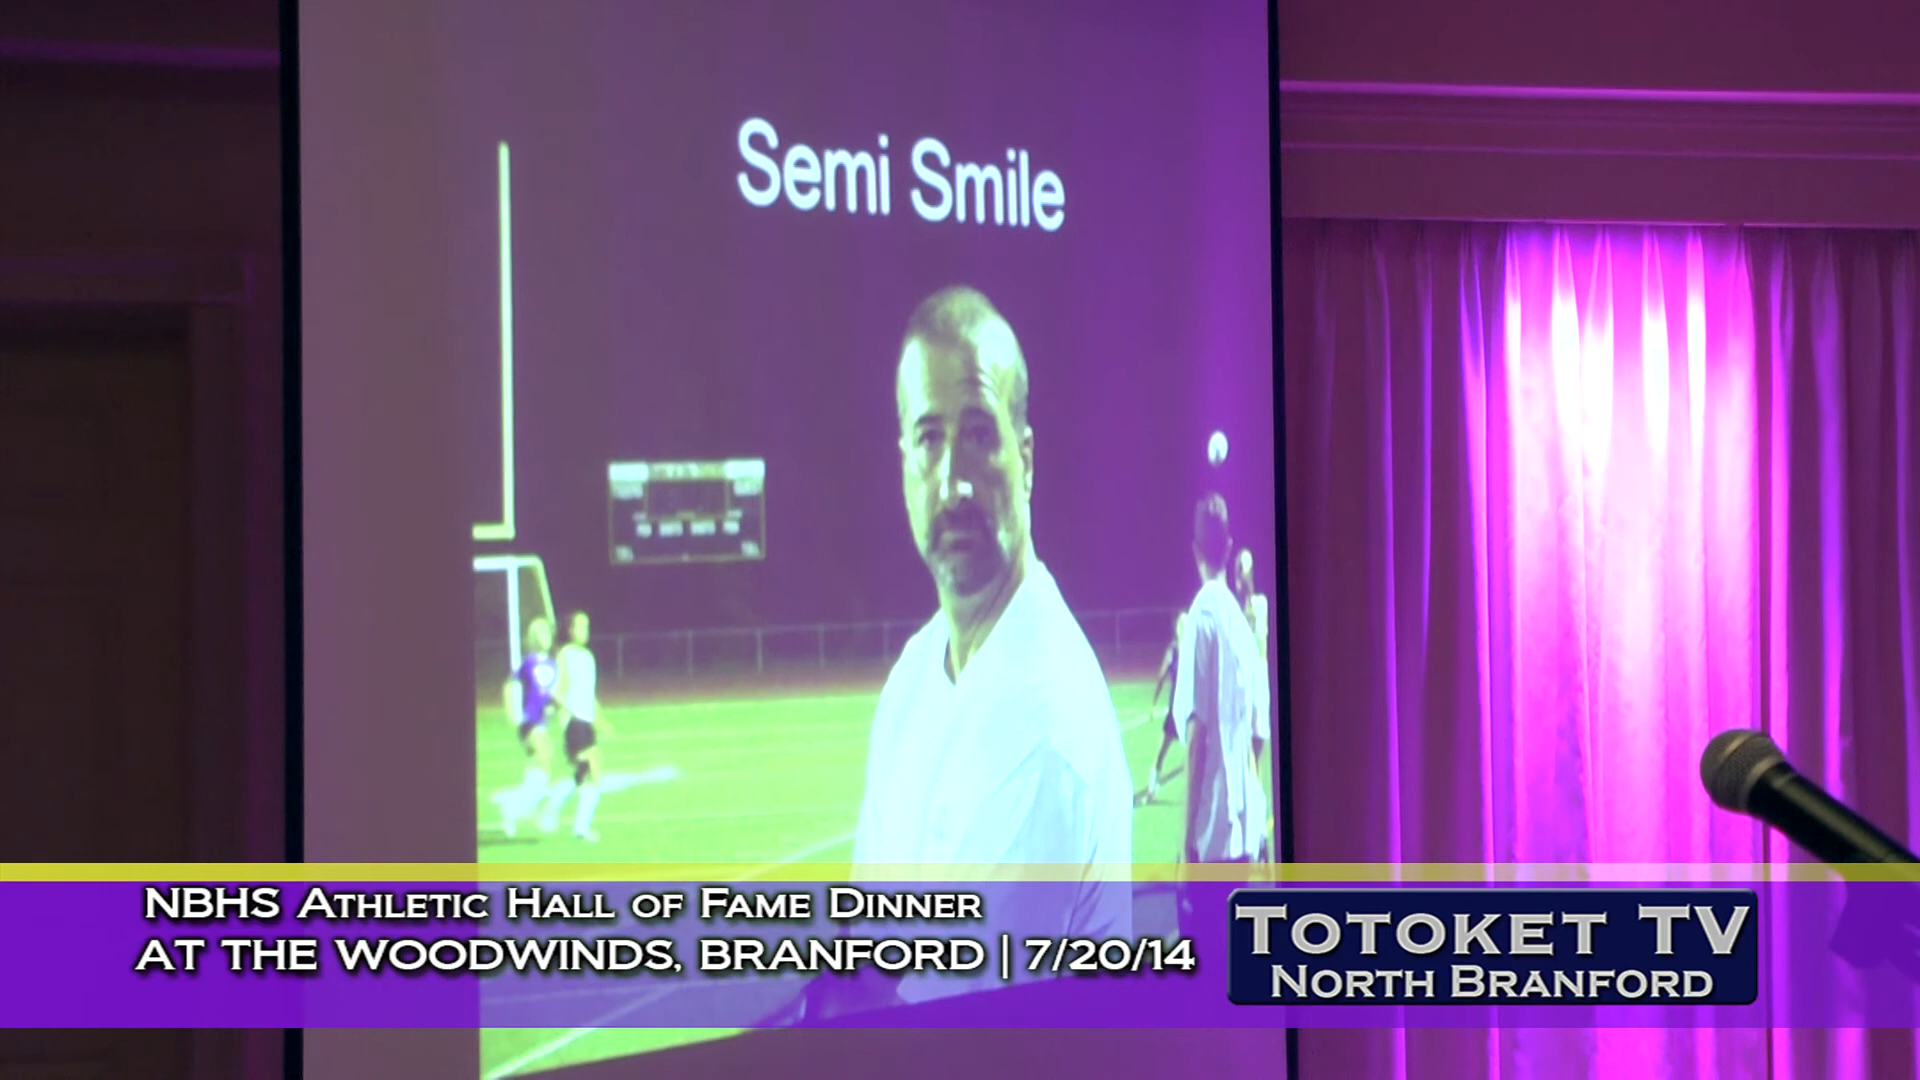 Semi Smile
NBHS Athletic Hall of Fame Dinner
AT THE WOODWINDS, BRANFORD | 7/20/14
TOTOKET TV
NORTH BRANFORD